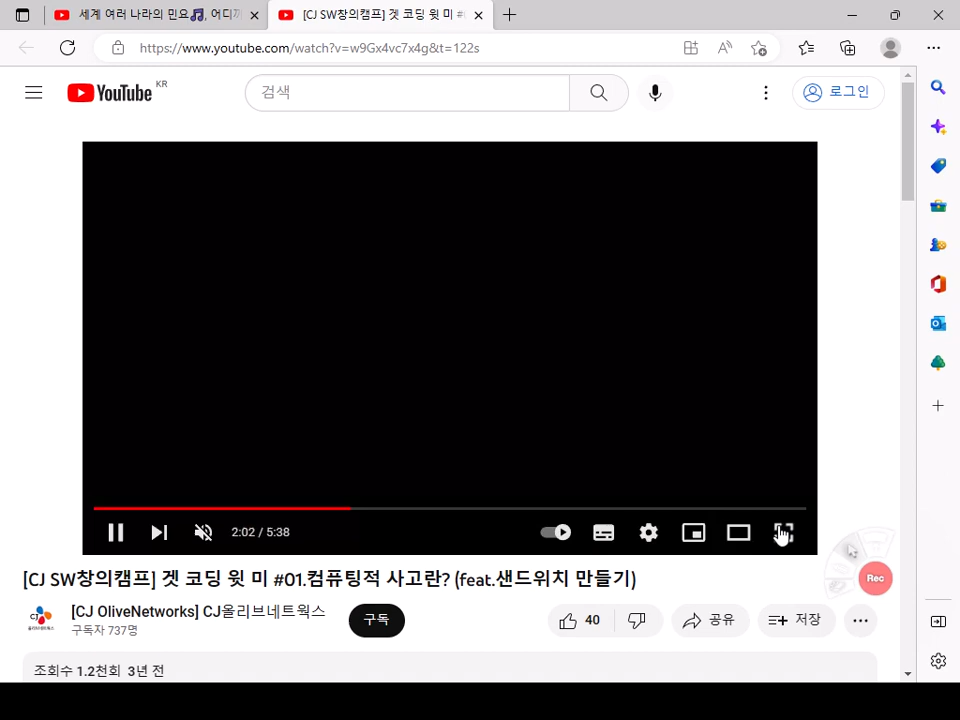 세계 여러 나라의 민요🎵, 어디까
[CJ SW창의캠프] 겟 코딩 윗 미 #
https://www.youtube.com/watch?v=w9Gx4vc7x4g&t=122s
YouTube KR
검색
로그인
2:02 / 5:38
Rec
[CJ SW창의캠프] 겟 코딩 윗 미 #01.컴퓨팅적 사고란? (feat.샌드위치 만들기)
[CJ OliveNetworks] CJ올리브네트웍스
구독자 737명
구독
40
공유
저장
조회수 1.2천회 3년 전